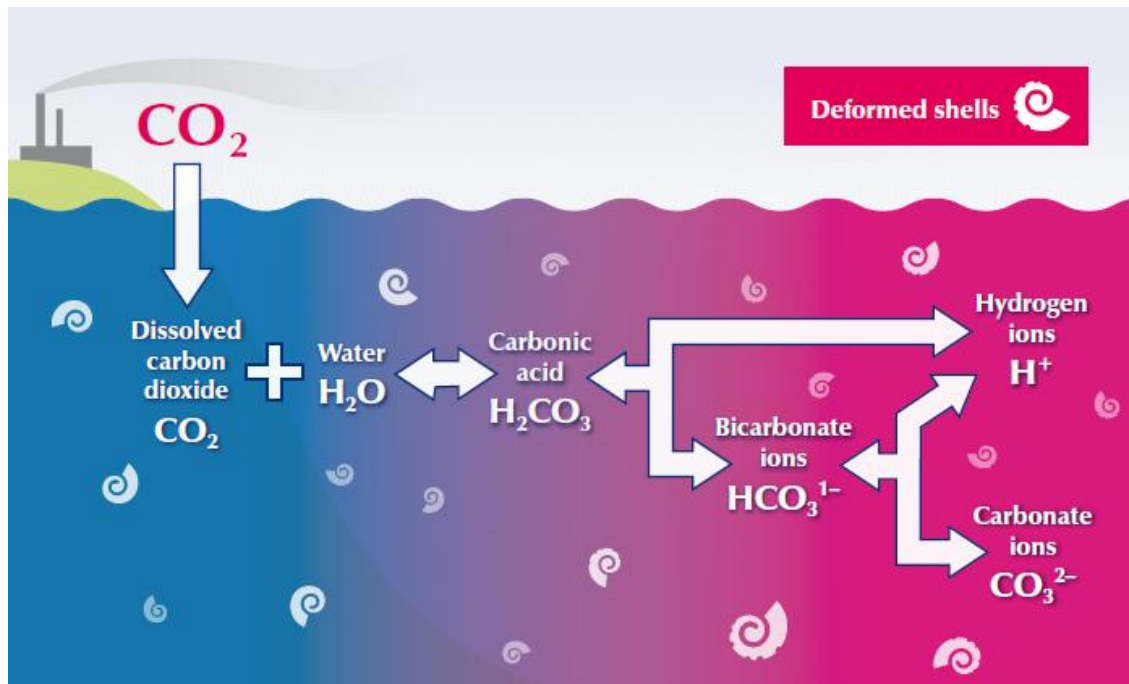 CO₂
Deformed shells
Dissolved
carbon
dioxide
CO₂
+
Water
H₂O
Carbonic
acid
H₂CO₃
Bicarbonate
ions
HCO₃¹⁻
Hydrogen
ions
H⁺
Carbonate
ions
CO₃²⁻